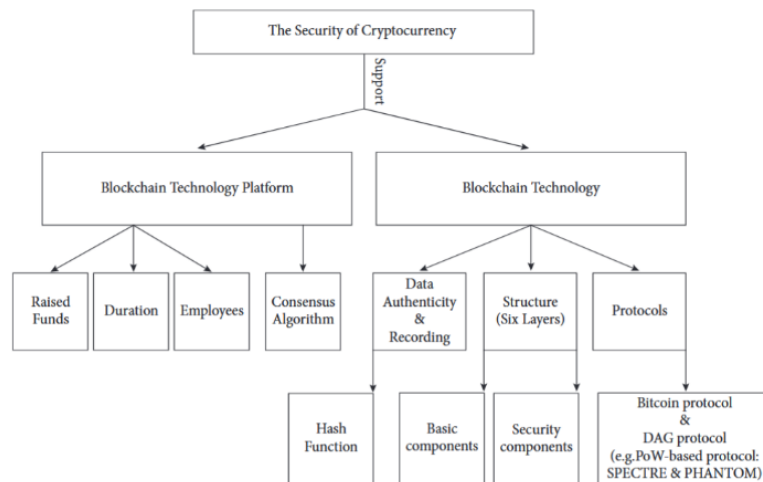 The Security of Cryptocurrency
Support
Blockchain Technology Platform
Blockchain Technology
Raised
Funds
Duration
Employees
Consensus
Algorithm
Data
Authenticity
&
Recording
Structure
(Six Layers)
Protocols
Hash
Function
Basic
components
Security
components
Bitcoin protocol
&
DAG protocol
(e.g.PoW-based protocol:
SPECTRE & PHANTOM)